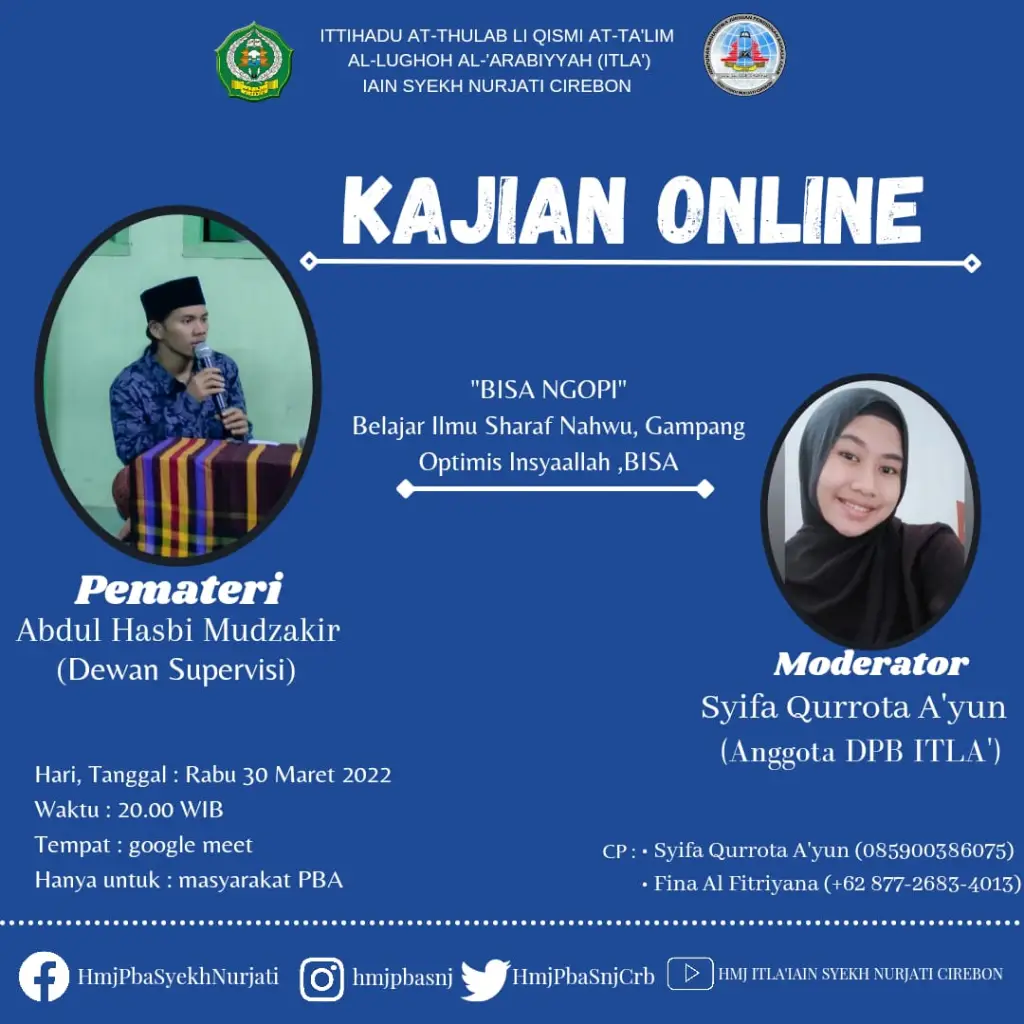 ITTIHADU AT-THULAB LI QISMI AT-TA'LIM
AL-LUGHOH AL-'ARABIYYAH (ITLA')
IAIN SYEKH NURJATI CIREBON
KAJIAN ONLINE
"BISA NGOPI"
Belajar Ilmu Sharaf Nahwu, Gampang
Optimis Insyaallah ,BISA
Pemateri
Abdul Hasbi Mudzakir
(Dewan Supervisi)
Moderator
Syifa Qurrota A'yun
(Anggota DPB ITLA')
Hari, Tanggal : Rabu 30 Maret 2022
Waktu : 20.00 WIB
Tempat : google meet
Hanya untuk : masyarakat PBA
CP : • Syifa Qurrota A'yun (085900386075)
• Fina Al Fitriyana (+62 877-2683-4013)
HmjPbaSyekhNurjati
hmjpbasnj
HmjPbaSnjCrb
HMJ ITLA'IAIN SYEKH NURJATI CIREBON